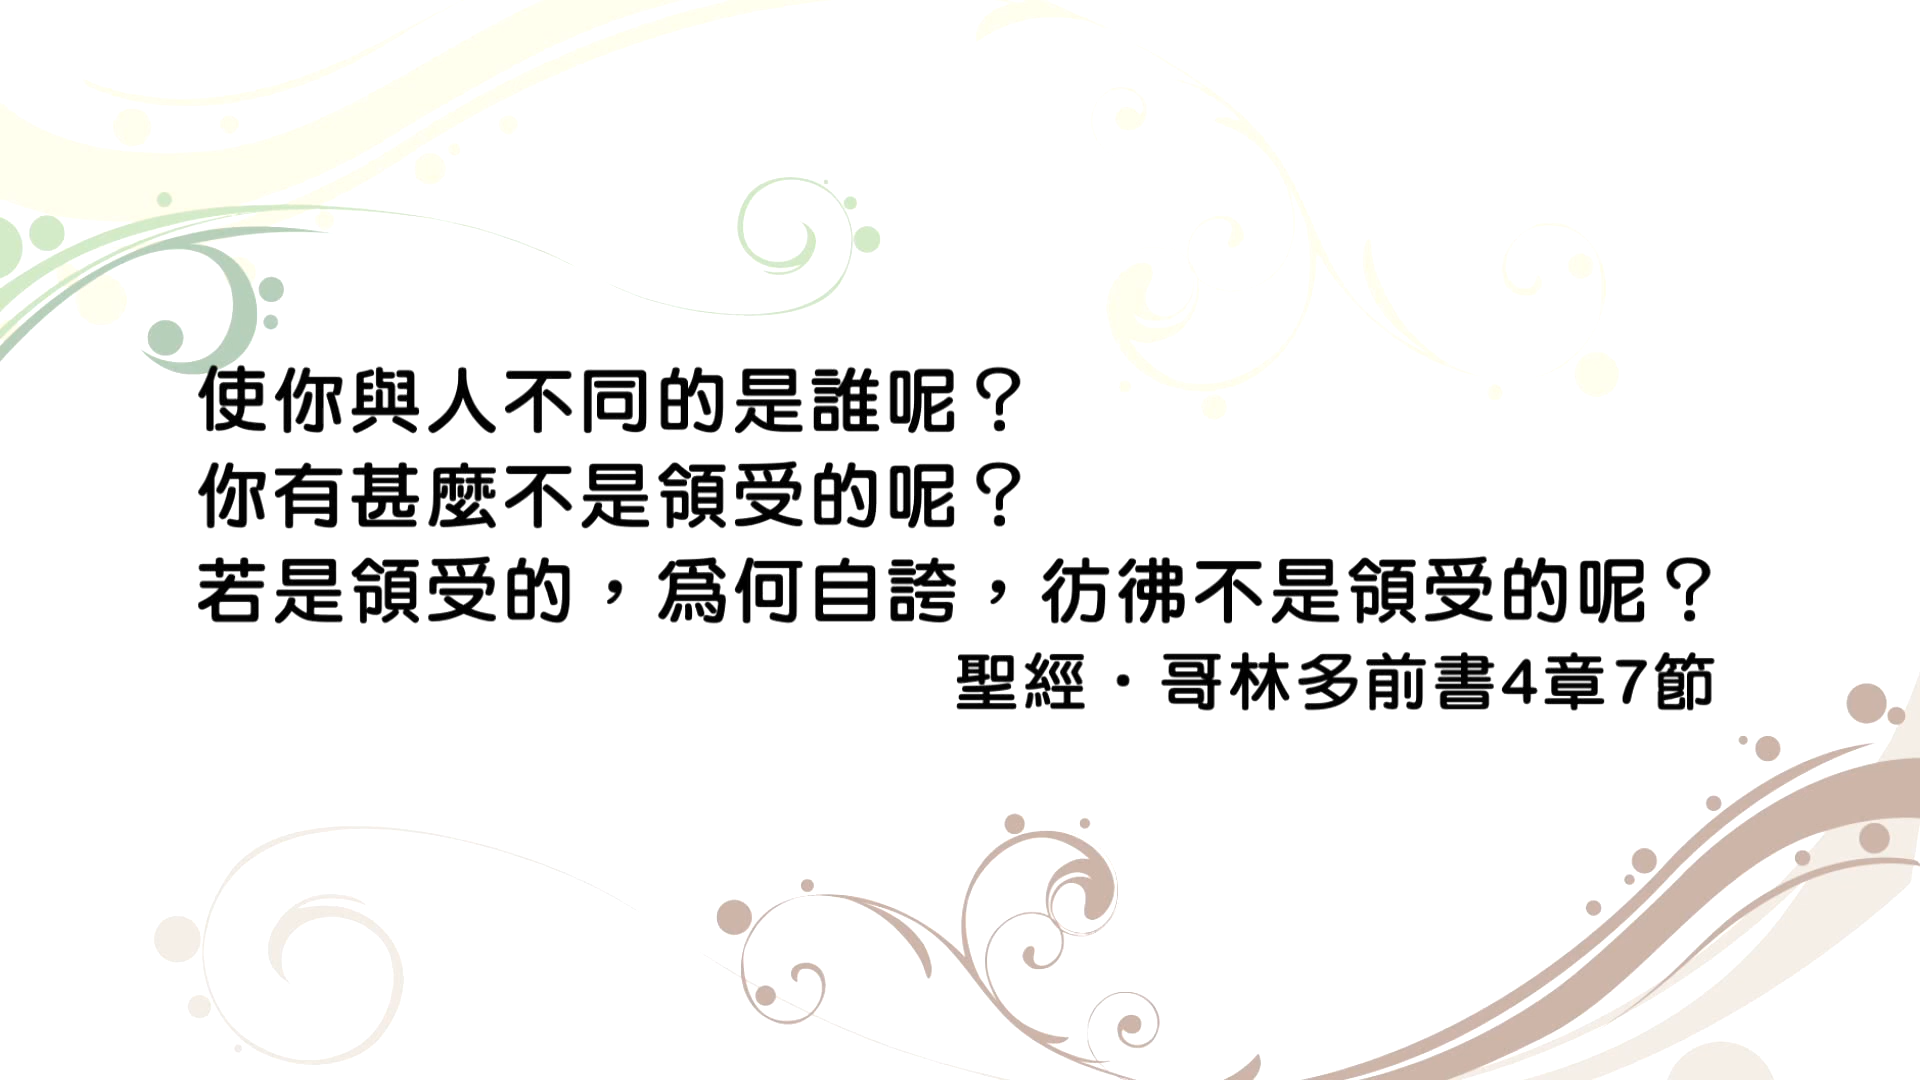 使你與人不同的是誰呢？
你有甚麼不是領受的呢？
若是領受的，為何自誇，彷彿不是領受的呢？
聖經．哥林多前書4章7節